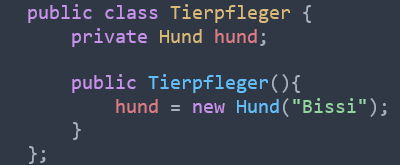 public class Tierpfleger {
    private Hund hund;

    public Tierpfleger(){
        hund = new Hund("Bissi");
    }
};